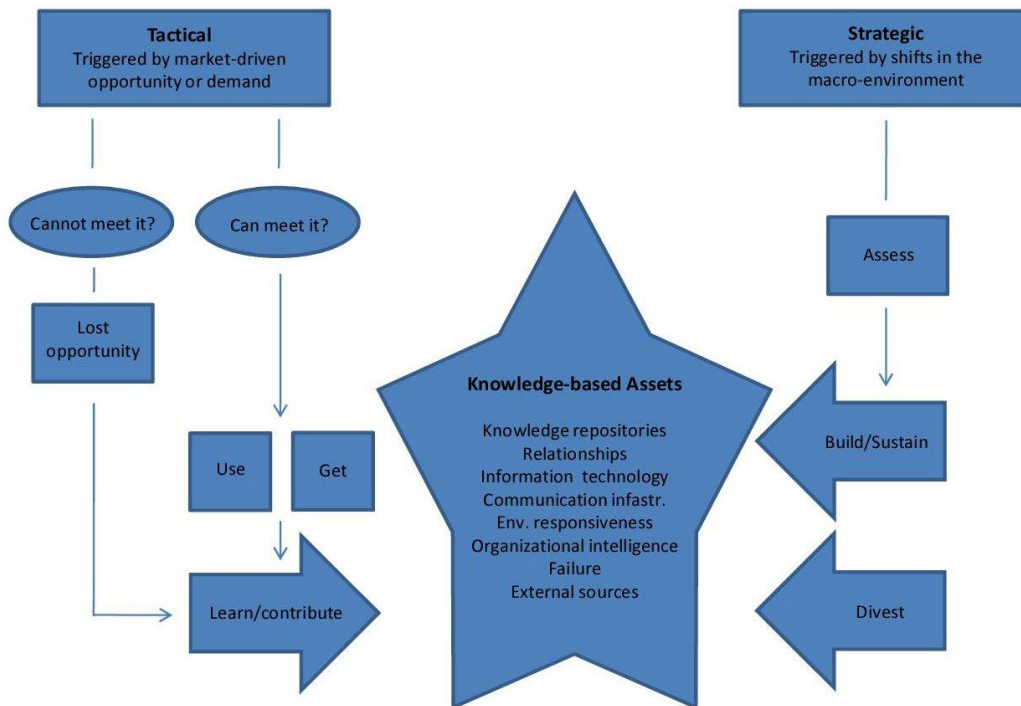 Tactical
Triggered by market-driven
opportunity or demand
Strategic
Triggered by shifts in the
macro-environment
Cannot meet it?
Can meet it?
Assess
Lost
opportunity
Knowledge-based Assets
Knowledge repositories
Relationships
Information technology
Communication infastr.
Env. responsiveness
Organizational intelligence
Failure
External sources
Use
Get
Build/Sustain
Learn/contribute
Divest